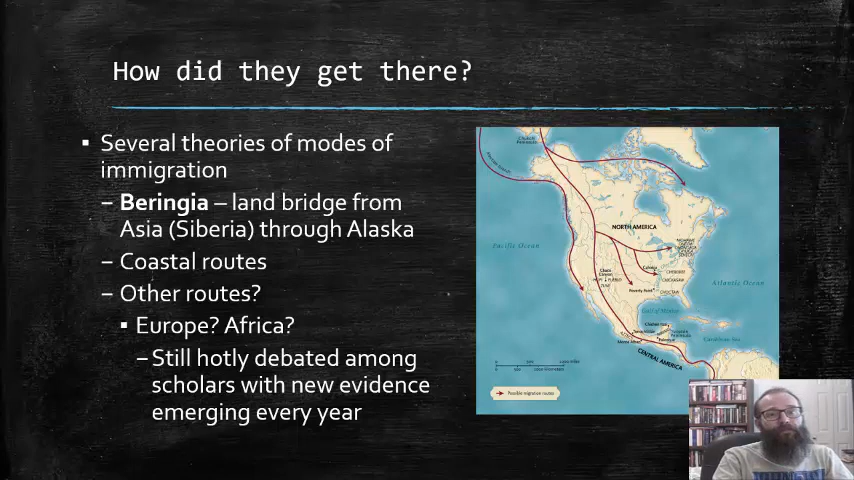 How did they get there?
▪ Several theories of modes of
immigration
– Beringia – land bridge from
Asia (Siberia) through Alaska
– Coastal routes
– Other routes?
▪ Europe? Africa?
– Still hotly debated among
scholars with new evidence
emerging every year
NORTH AMERICA
Pacific Ocean
Atlantic Ocean
Gulf of Mexico
Caribbean Sea
CENTRAL AMERICA
Possible migration routes